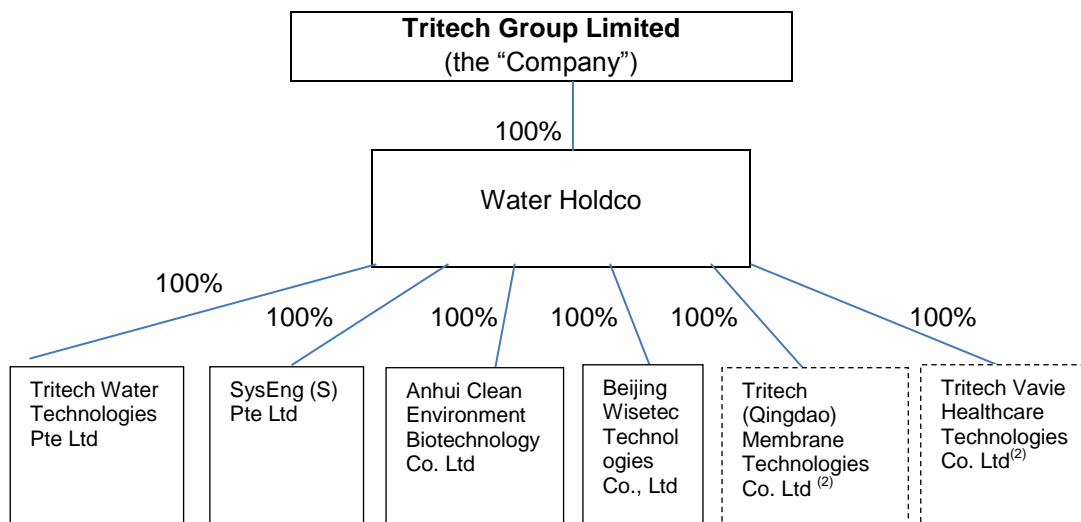 Tritech Group Limited
(the “Company”)
100%
Water Holdco
100%
100%
100%
100%
100%
100%
Tritech Water
Technologies
Pte Ltd
SysEng (S)
Pte Ltd
Anhui Clean
Environment
Biotechnology
Co. Ltd
Beijing
Wisetec
Technol
ogies
Co., Ltd
Tritech
(Qingdao)
Membrane
Technologies
Co. Ltd (2)
Tritech Vavie
Healthcare
Technologies
Co. Ltd(2)